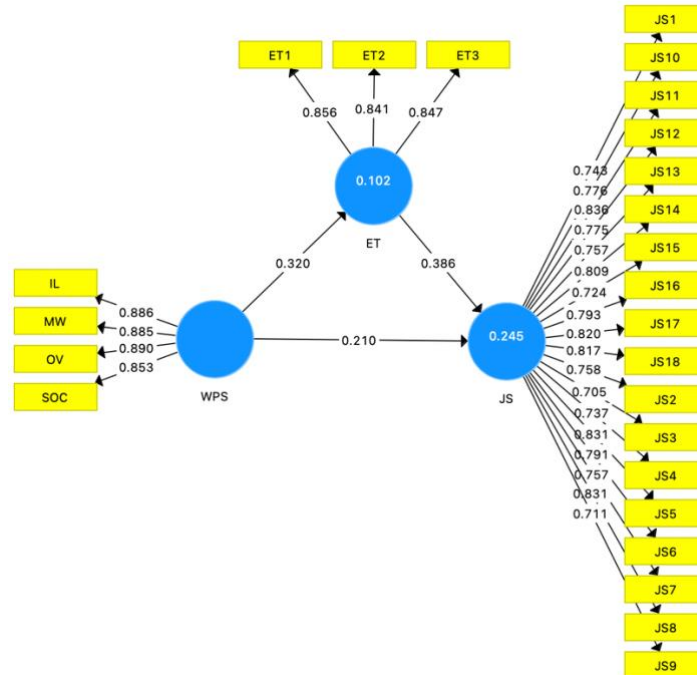 ET1
ET2
ET3
0.856
0.841
0.847
0.102
ET
0.320
0.386
IL
MW
OV
SOC
0.886
0.885
0.890
0.853
WPS
0.210
0.245
JS
0.743
0.776
0.836
0.775
0.757
0.809
0.724
0.793
0.820
0.817
0.758
0.705
0.737
0.831
0.791
0.757
0.831
0.711
JS1
JS10
JS11
JS12
JS13
JS14
JS15
JS16
JS17
JS18
JS2
JS3
JS4
JS5
JS6
JS7
JS8
JS9